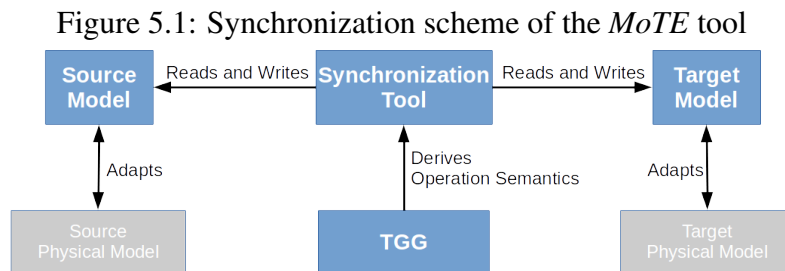 Figure 5.1: Synchronization scheme of the MoTE tool
Source
Model
Reads and Writes
Synchronization
Tool
Reads and Writes
Target
Model
Adapts
Derives
Operation Semantics
Adapts
Source
Physical Model
TGG
Target
Physical Model